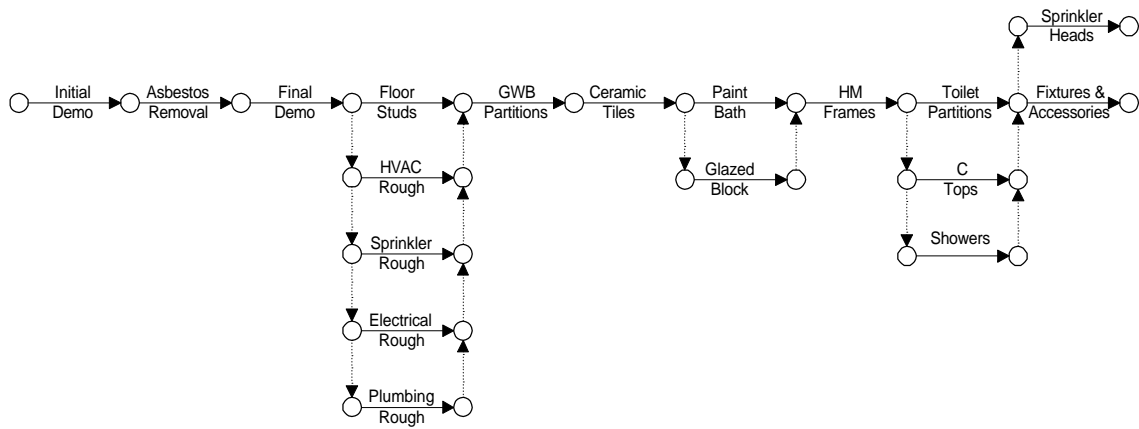 Sprinkler
Heads
Initial
Demo
Asbestos
Removal
Final
Demo
Floor
Studs
GWB
Partitions
Ceramic
Tiles
Paint
Bath
HM
Frames
Toilet
Partitions
Fixtures &
Accessories
HVAC
Rough
Glazed
Block
C
Tops
Sprinkler
Rough
Showers
Electrical
Rough
Plumbing
Rough